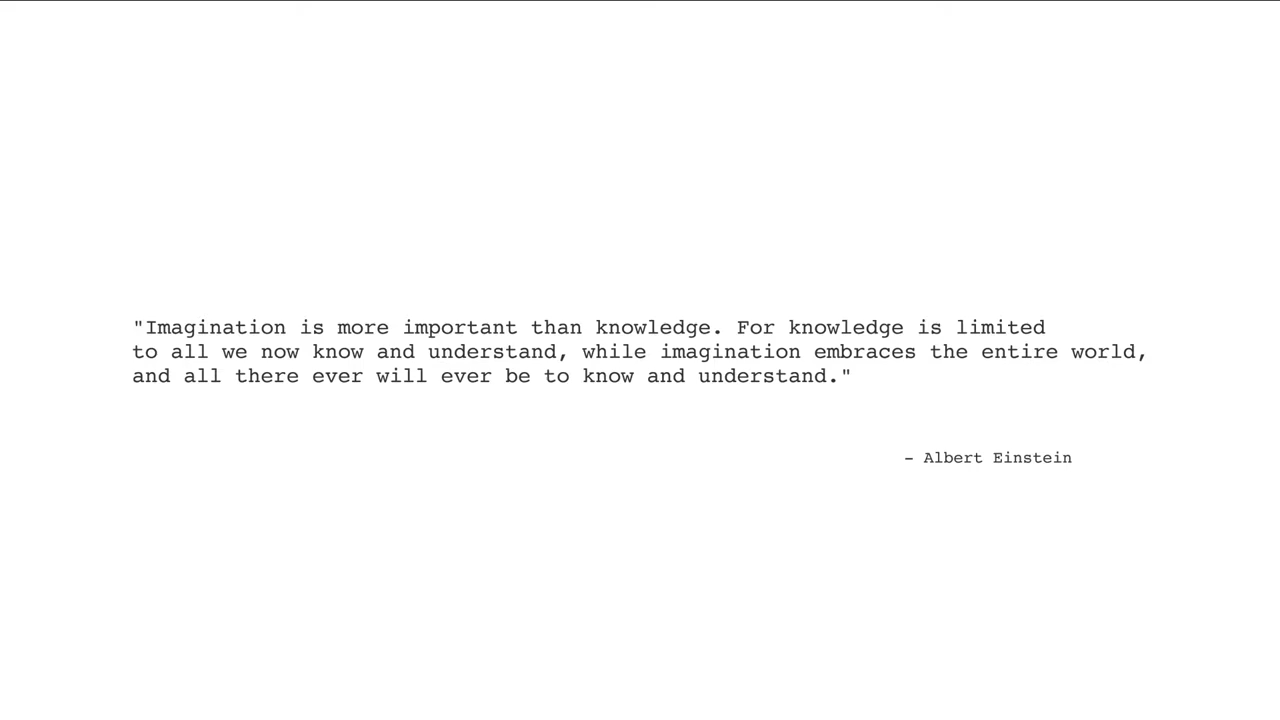 "Imagination is more important than knowledge. For knowledge is limited
to all we now know and understand, while imagination embraces the entire world,
and all there ever will ever be to know and understand."
– Albert Einstein